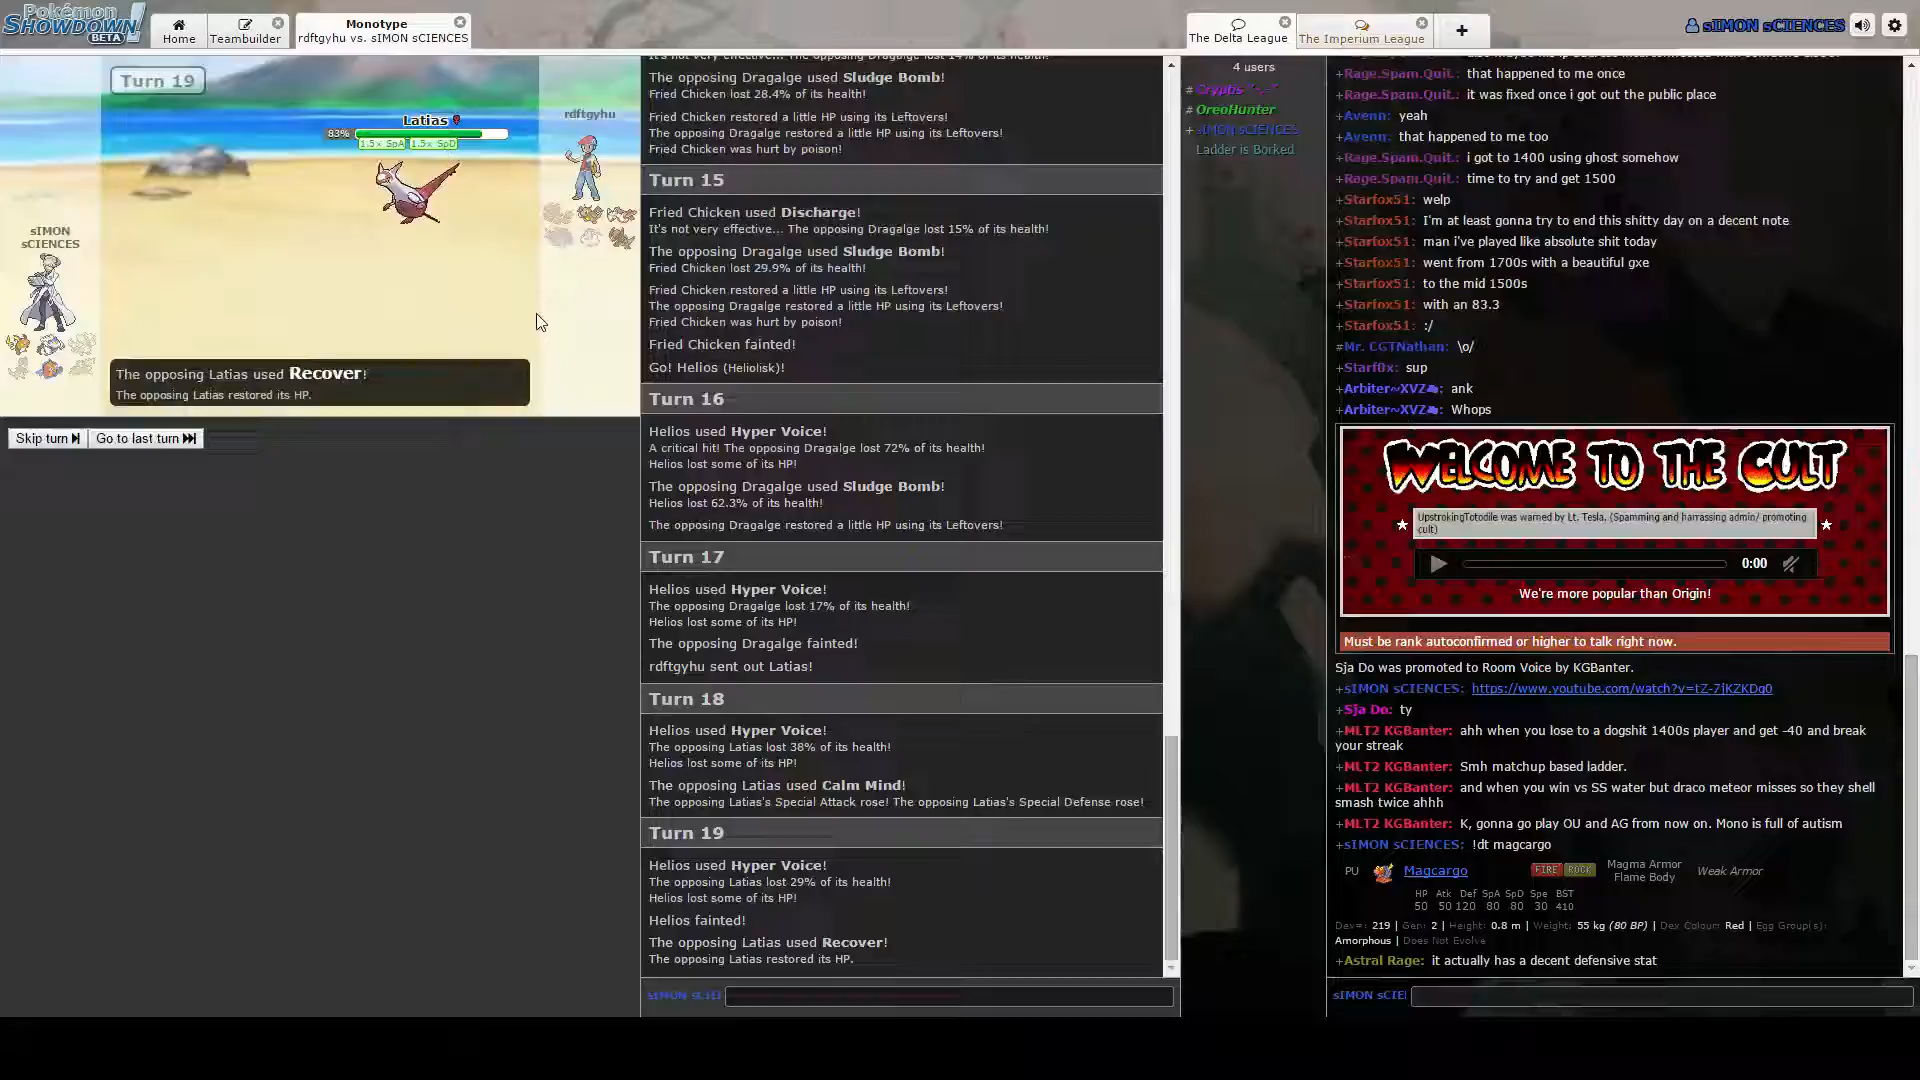 Pokémon
Showdown!
BETA
Home
Teambuilder
Monotype
rdftgyhu vs. sIMON sCIENCES
The Delta League
The Imperium League
sIMON sCIENCES
Turn 19
Latias
83%
1.5× SpA 1.5× SpD
rdftgyhu
sIMON
sCIENCES
The opposing Latias used Recover!
The opposing Latias restored its HP.
Skip turn
Go to last turn
The opposing Dragalge used Sludge Bomb!
Fried Chicken lost 28.4% of its health!
Fried Chicken restored a little HP using its Leftovers!
The opposing Dragalge restored a little HP using its Leftovers!
Fried Chicken was hurt by poison!
Turn 15
Fried Chicken used Discharge!
It's not very effective... The opposing Dragalge lost 15% of its health!
The opposing Dragalge used Sludge Bomb!
Fried Chicken lost 29.9% of its health!
Fried Chicken restored a little HP using its Leftovers!
The opposing Dragalge restored a little HP using its Leftovers!
Fried Chicken was hurt by poison!
Fried Chicken fainted!
Go! Helios (Heliolisk)!
Turn 16
Helios used Hyper Voice!
A critical hit! The opposing Dragalge lost 72% of its health!
Helios lost some of its HP!
The opposing Dragalge used Sludge Bomb!
Helios lost 62.3% of its health!
The opposing Dragalge restored a little HP using its Leftovers!
Turn 17
Helios used Hyper Voice!
The opposing Dragalge lost 17% of its health!
Helios lost some of its HP!
The opposing Dragalge fainted!
rdftgyhu sent out Latias!
Turn 18
Helios used Hyper Voice!
The opposing Latias lost 38% of its health!
Helios lost some of its HP!
The opposing Latias used Calm Mind!
The opposing Latias's Special Attack rose! The opposing Latias's Special Defense rose!
Turn 19
Helios used Hyper Voice!
The opposing Latias lost 29% of its health!
Helios lost some of its HP!
Helios fainted!
The opposing Latias used Recover!
The opposing Latias restored its HP.
4 users
#OreoHunter
+sIMON sCIENCES
Ladder is Borked
+Rage.Spam.Quit.: that happened to me once
+Rage.Spam.Quit.: it was fixed once i got out the public place
+Avenn: yeah
+Avenn: that happened to me too
+Rage.Spam.Quit.: i got to 1400 using ghost somehow
+Rage.Spam.Quit.: time to try and get 1500
+Starfox51: welp
+Starfox51: I'm at least gonna try to end this shitty day on a decent note
+Starfox51: man i've played like absolute shit today
+Starfox51: went from 1700s with a beautiful gxe
+Starfox51: to the mid 1500s
+Starfox51: with an 83.3
+Starfox51: :/
#Mr. CGTNathan: \o/
+Starf0x: sup
+Arbiter~XVZ: ank
+Arbiter~XVZ: Whops
WELCOME TO THE CULT
UpstrokingTotodile was warned by Lt. Tesla. (Spamming and harrassing admin/ promoting
cult)
0:00
We're more popular than Origin!
Must be rank autoconfirmed or higher to talk right now.
Sja Do was promoted to Room Voice by KGBanter.
+sIMON sCIENCES: https://www.youtube.com/watch?v=tZ-7jKZKDq0
+Sja Do: ty
+MLT2 KGBanter: ahh when you lose to a dogshit 1400s player and get -40 and break
your streak
+MLT2 KGBanter: Smh matchup based ladder.
+MLT2 KGBanter: and when you win vs SS water but draco meteor misses so they shell
smash twice ahhh
+MLT2 KGBanter: K, gonna go play OU and AG from now on. Mono is full of autism
+sIMON sCIENCES: !dt magcargo
PU Magcargo FIRE ROCK Magma Armor Flame Body Weak Armor
HP Atk Def SpA SpD Spe BST
50 50 120 80 80 30 410
Dex#: 219 | Gen: 2 | Height: 0.8 m | Weight: 55 kg (80 BP) | Dex Colour: Red | Egg Group(s):
Amorphous | Does Not Evolve
+Astral Rage: it actually has a decent defensive stat
sIMON sCIE
sIMON sCIE